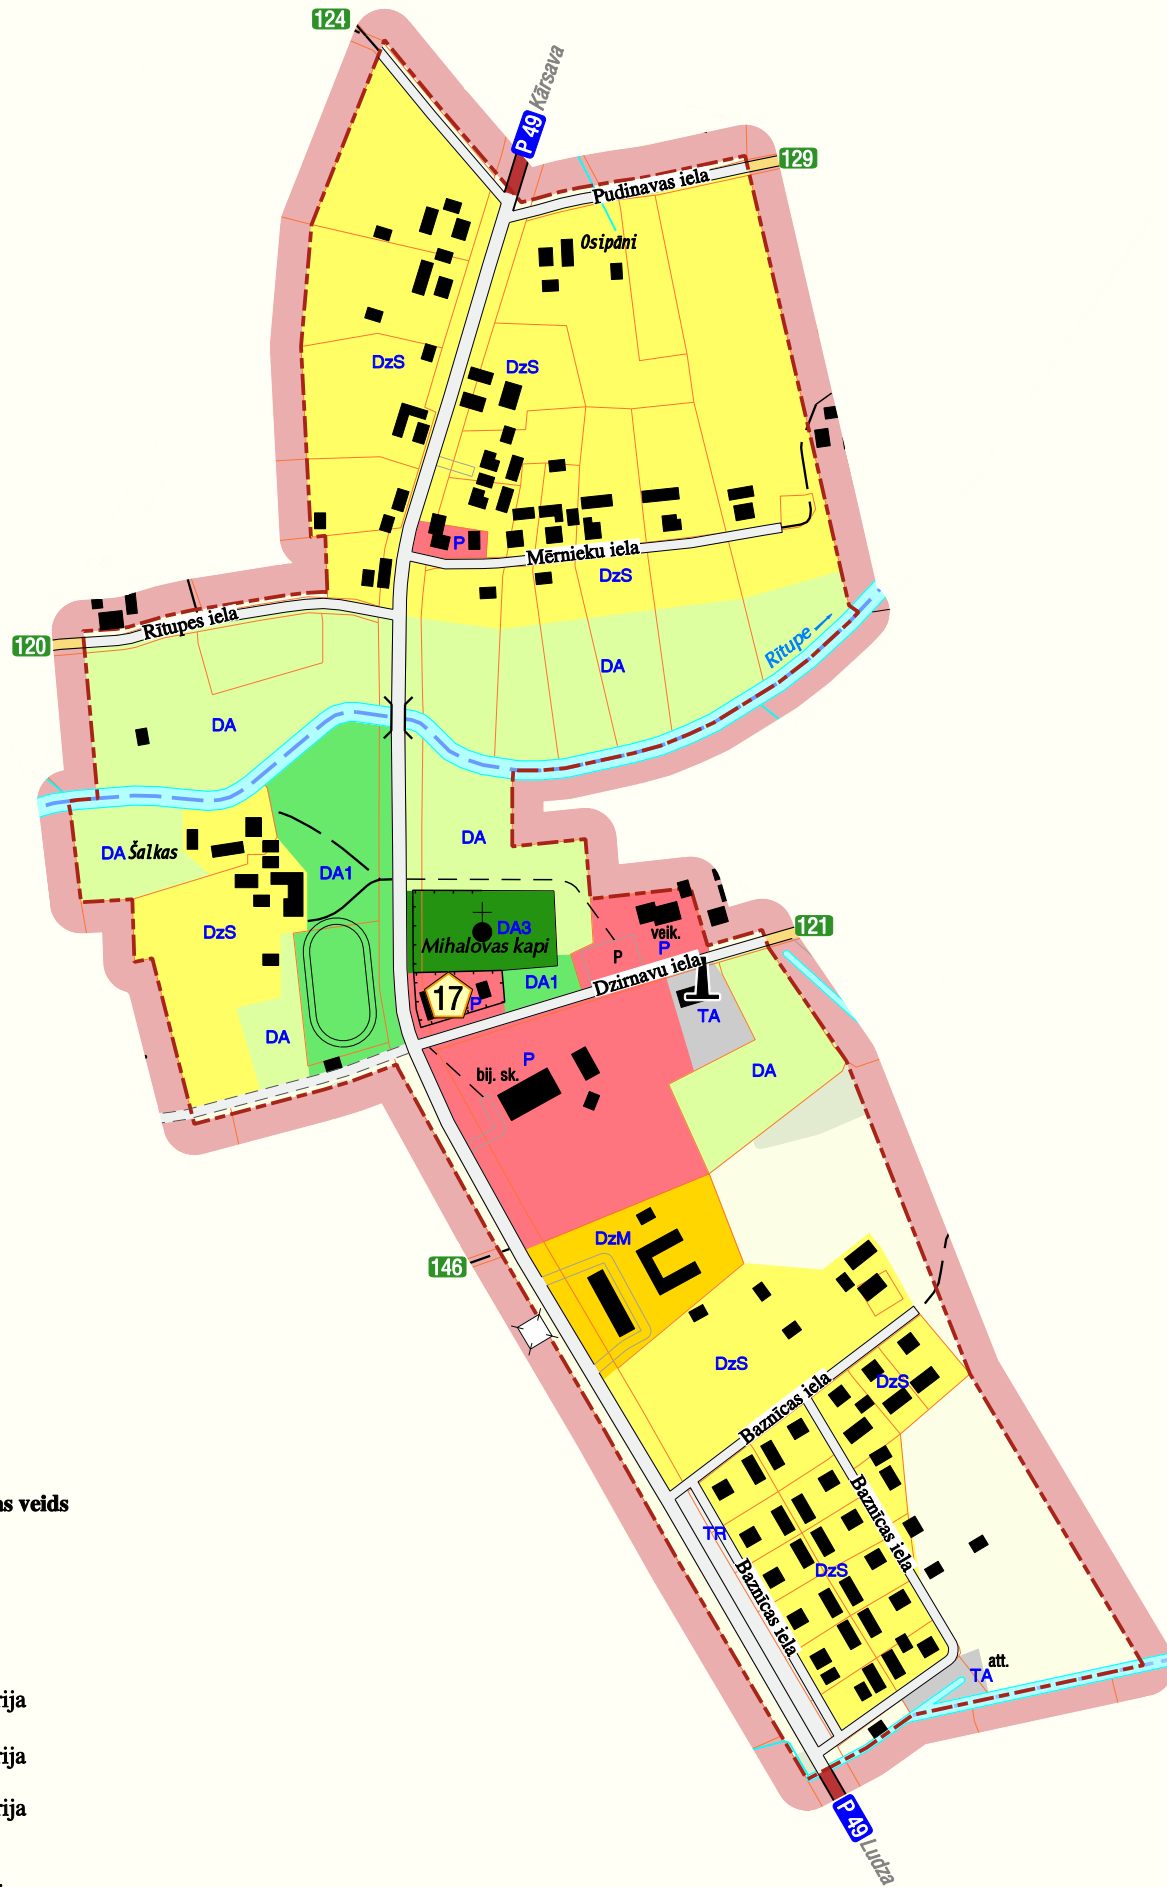 124
P 49 Kārsava
129
Pudinavas iela
Osipāni
DzS
DzS
P
Mērnieku iela
DzS
Rītupes iela
120
Rītupe
DA
DA
DA
DA Šalkas
DA1
DzS
DA3
Mihalovas kapi
veik.
P
P
121
Dzirnavu iela
DA1
17
P
TA
DA
P
bij. sk.
DA
DzM
146
DzS
DzS
Baznīcas iela
as veids
Baznīcas iela
TR
DzS
Baznīcas iela
att.
TA
rija
rija
rija
P 49 Ludza